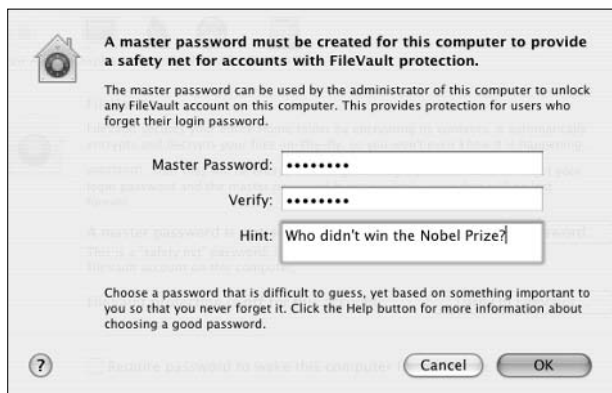 A master password must be created for this computer to provide
a safety net for accounts with FileVault protection.
The master password can be used by the administrator of this computer to unlock
any FileVault account on this computer. This provides protection for users who
forget their login password.
Master Password: ••••••••
Verify: ••••••••
Hint: Who didn't win the Nobel Prize?
Choose a password that is difficult to guess, yet based on something important to
you so that you never forget it. Click the Help button for more information about
choosing a good password.
? Cancel OK